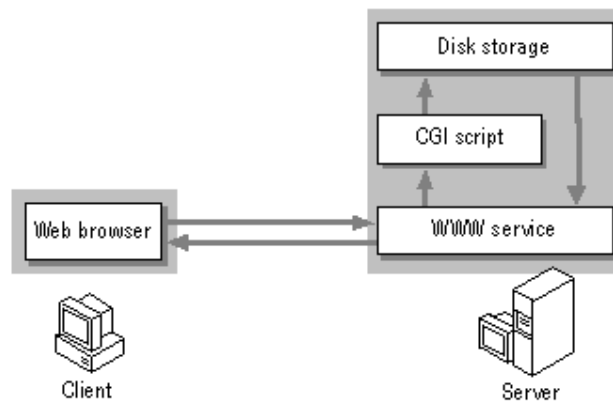 Disk storage
CGI script
Web browser
WWW service
Client
Server